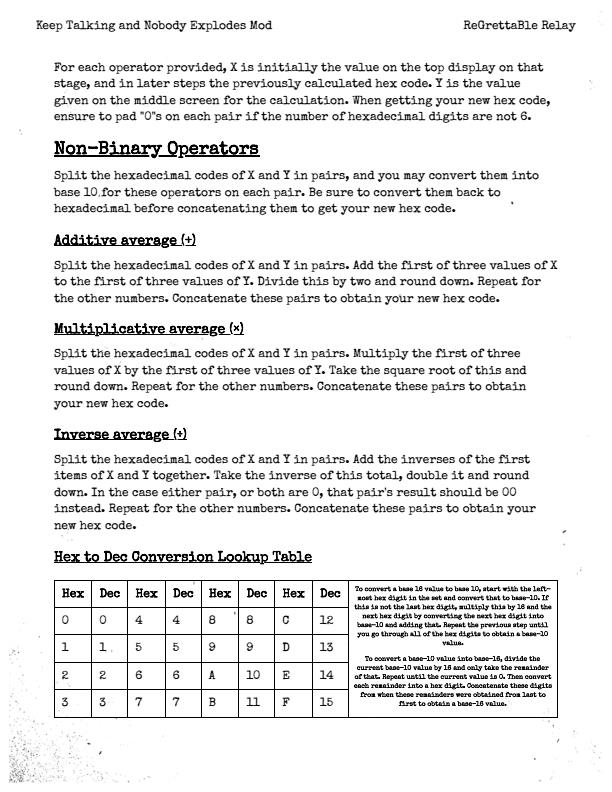 Keep Talking and Nobody Explodes Mod ReGrettaBle Relay
For each operator provided, X is initially the value on the top display on that
stage, and in later steps the previously calculated hex code. Y is the value
given on the middle screen for the calculation. When getting your new hex code,
ensure to pad "0"s on each pair if the number of hexadecimal digits are not 6.
Non-Binary Operators
Split the hexadecimal codes of X and Y in pairs, and you may convert them into
base 10 for these operators on each pair. Be sure to convert them back to
hexadecimal before concatenating them to get your new hex code.
Additive average (+)
Split the hexadecimal codes of X and Y in pairs. Add the first of three values of X
to the first of three values of Y. Divide this by two and round down. Repeat for
the other numbers. Concatenate these pairs to obtain your new hex code.
Multiplicative average (×)
Split the hexadecimal codes of X and Y in pairs. Multiply the first of three
values of X by the first of three values of Y. Take the square root of this and
round down. Repeat for the other numbers. Concatenate these pairs to obtain
your new hex code.
Inverse average (÷)
Split the hexadecimal codes of X and Y in pairs. Add the inverses of the first
items of X and Y together. Take the inverse of this total, double it and round
down. In the case either pair, or both are 0, that pair's result should be 00
instead. Repeat for the other numbers. Concatenate these pairs to obtain your
new hex code.
Hex to Dec Conversion Lookup Table
Hex Dec Hex Dec Hex Dec Hex Dec
0 0 4 4 8 8 C 12
1 1 5 5 9 9 D 13
2 2 6 6 A 10 E 14
3 3 7 7 B 11 F 15
To convert a base 16 value to base 10, start with the left-
most hex digit in the set and convert that to base-10. If
this is not the last hex digit, multiply this by 16 and the
next hex digit by converting the next hex digit into
base-10 and adding that. Repeat the previous step until
you go through all of the hex digits to obtain a base-10
value.
To convert a base-10 value into base-16, divide the
current base-10 value by 16 and only take the remainder
of that. Repeat until the current value is 0. Then convert
each remainder into a hex digit. Concatenate these digits
from when these remainders were obtained from last to
first to obtain a base-16 value.